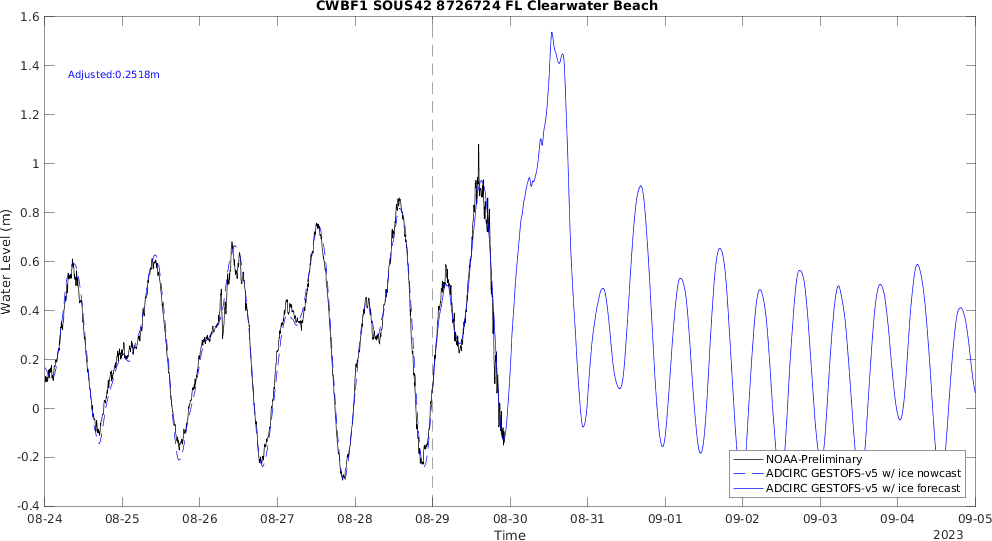 CWBF1 SOUS42 8726724 FL Clearwater Beach
Adjusted:0.2518m
Water Level (m)
1.6
1.4
1.2
1
0.8
0.6
0.4
0.2
0
-0.2
-0.4
NOAA-Preliminary
ADCIRC GESTOFS-v5 w/ ice nowcast
ADCIRC GESTOFS-v5 w/ ice forecast
08-24 08-25 08-26 08-27 08-28 08-29 08-30 08-31 09-01 09-02 09-03 09-04 09-05
Time
2023